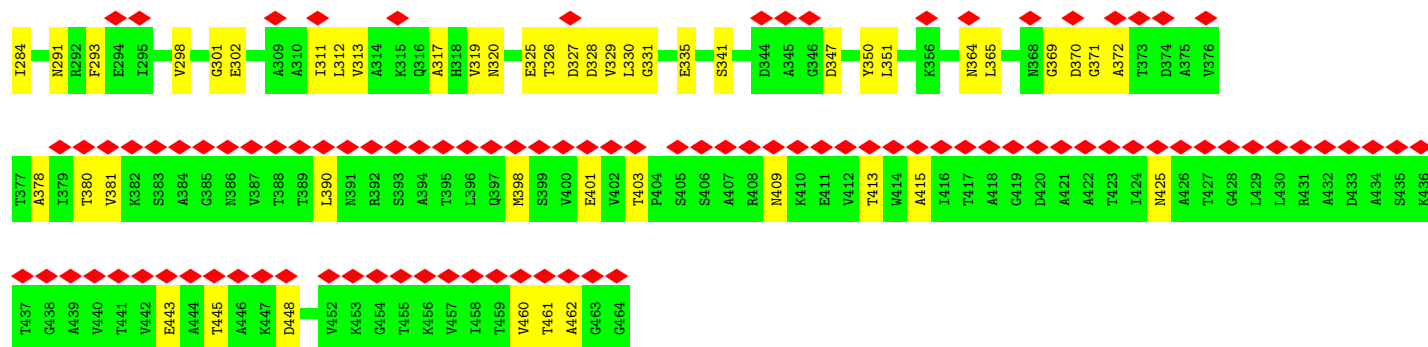 I284 N291 R292 F293 E294 I295 V298 G301 E302 A309 A310 I311 L312 V313 A314 K315 Q316 A317 H318 V319 N320 E325 T326 D327 D328 V329 L330 G331 E335 S341 D344 A345 G346 D347 Y350 L351 K356 N364 L365 N368 G369 D370 G371 A372 T373 D374 A375 V376
T377 A378 I379 T380 V381 K382 S383 A384 G385 N386 V387 T388 T389 L390 N391 R392 S393 A394 T395 L396 Q397 M398 S399 V400 E401 V402 T403 P404 S405 S406 A407 R408 N409 K410 E411 V412 T413 W414 A415 I416 T417 A418 G419 D420 A421 A422 T423 I424 N425 A426 T427 G428 L429 L430 R431 A432 D433 A434 S435 K436
T437 G438 A439 V440 T441 V442 E443 A444 T445 A446 K447 D448 V452 K453 G454 T455 K456 V457 I458 T459 V460 T461 A462 G463 G464